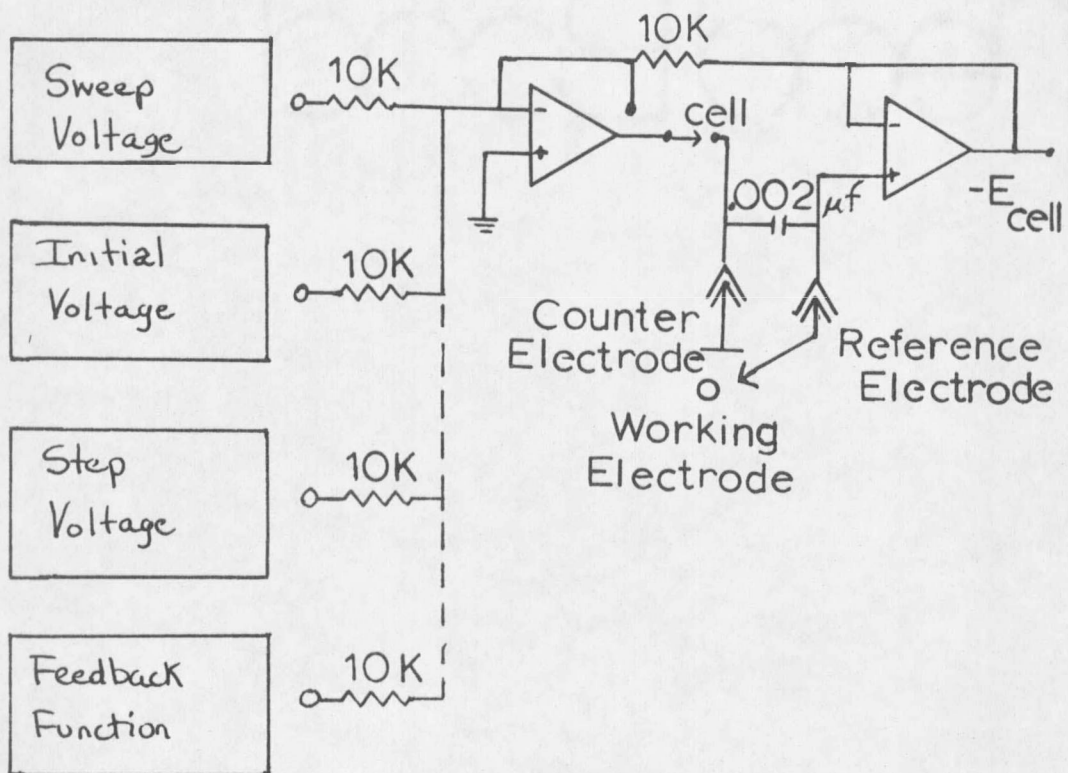 Sweep
Voltage
10K
10K
-
+
cell
.002 μf
-
+
-E cell
Initial
Voltage
10K
Counter
Electrode
Reference
Electrode
Working
Electrode
Step
Voltage
10K
Feedback
Function
10K